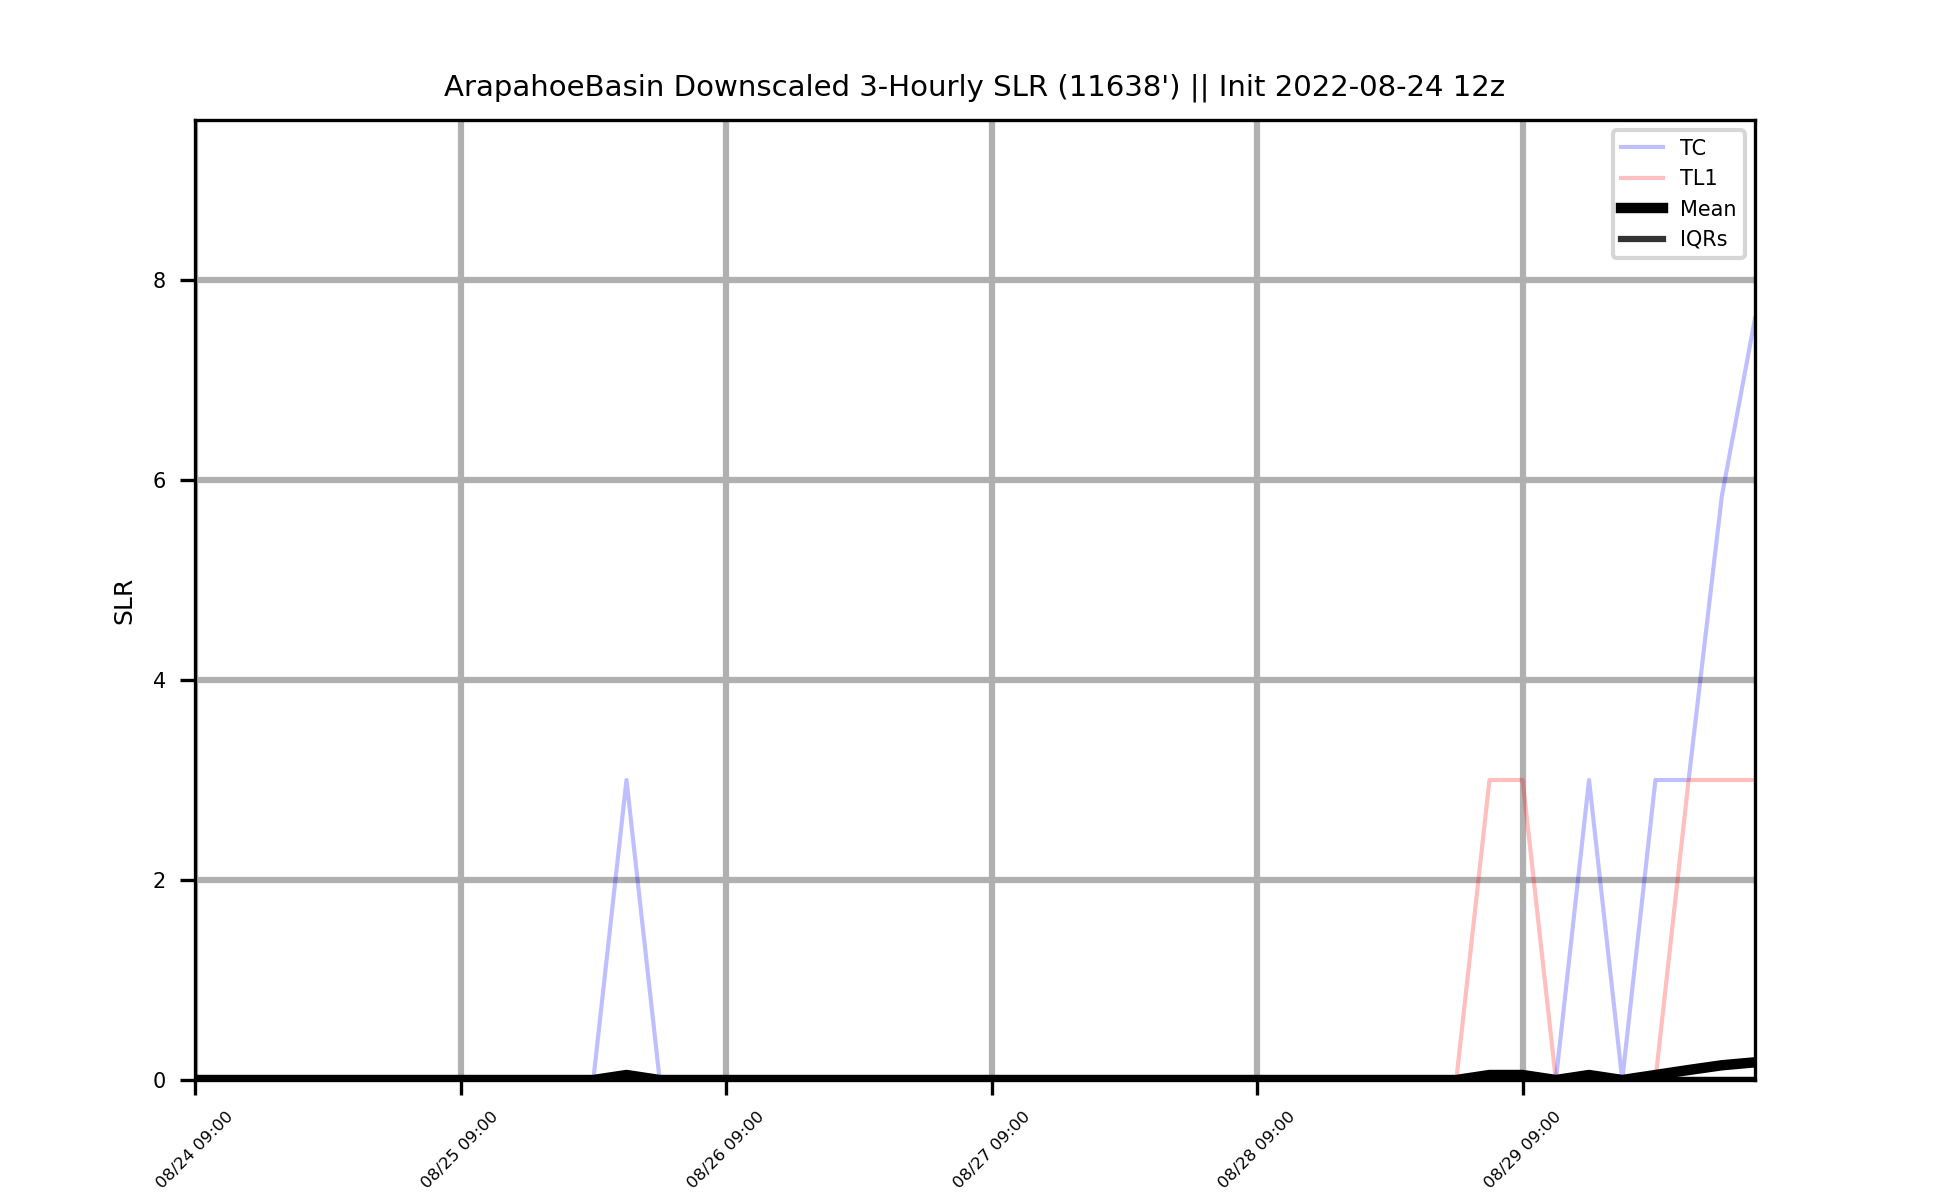 ArapahoeBasin Downscaled 3-Hourly SLR (11638') || Init 2022-08-24 12z
TC
TL1
Mean
IQRs
8
6
4
2
0
SLR
08/24 09:00
08/25 09:00
08/26 09:00
08/27 09:00
08/28 09:00
08/29 09:00